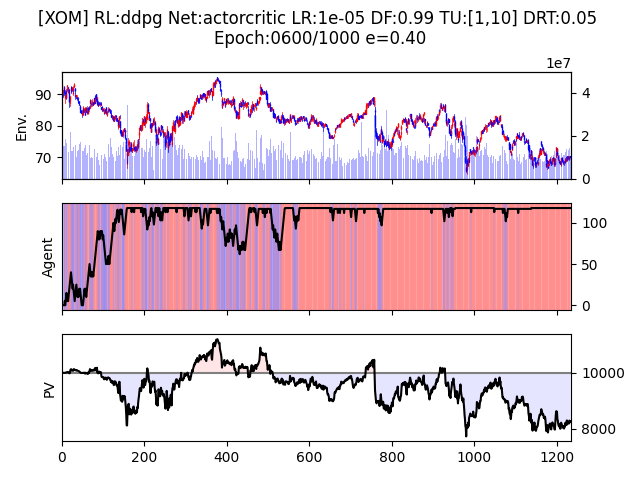 [XOM] RL:ddpg Net:actorcritic LR:1e-05 DF:0.99 TU:[1,10] DRT:0.05
Epoch:0600/1000 e=0.40
1e7
90
80
70
Env.
4
2
0
Agent
100
50
0
PV
10000
8000
0 200 400 600 800 1000 1200